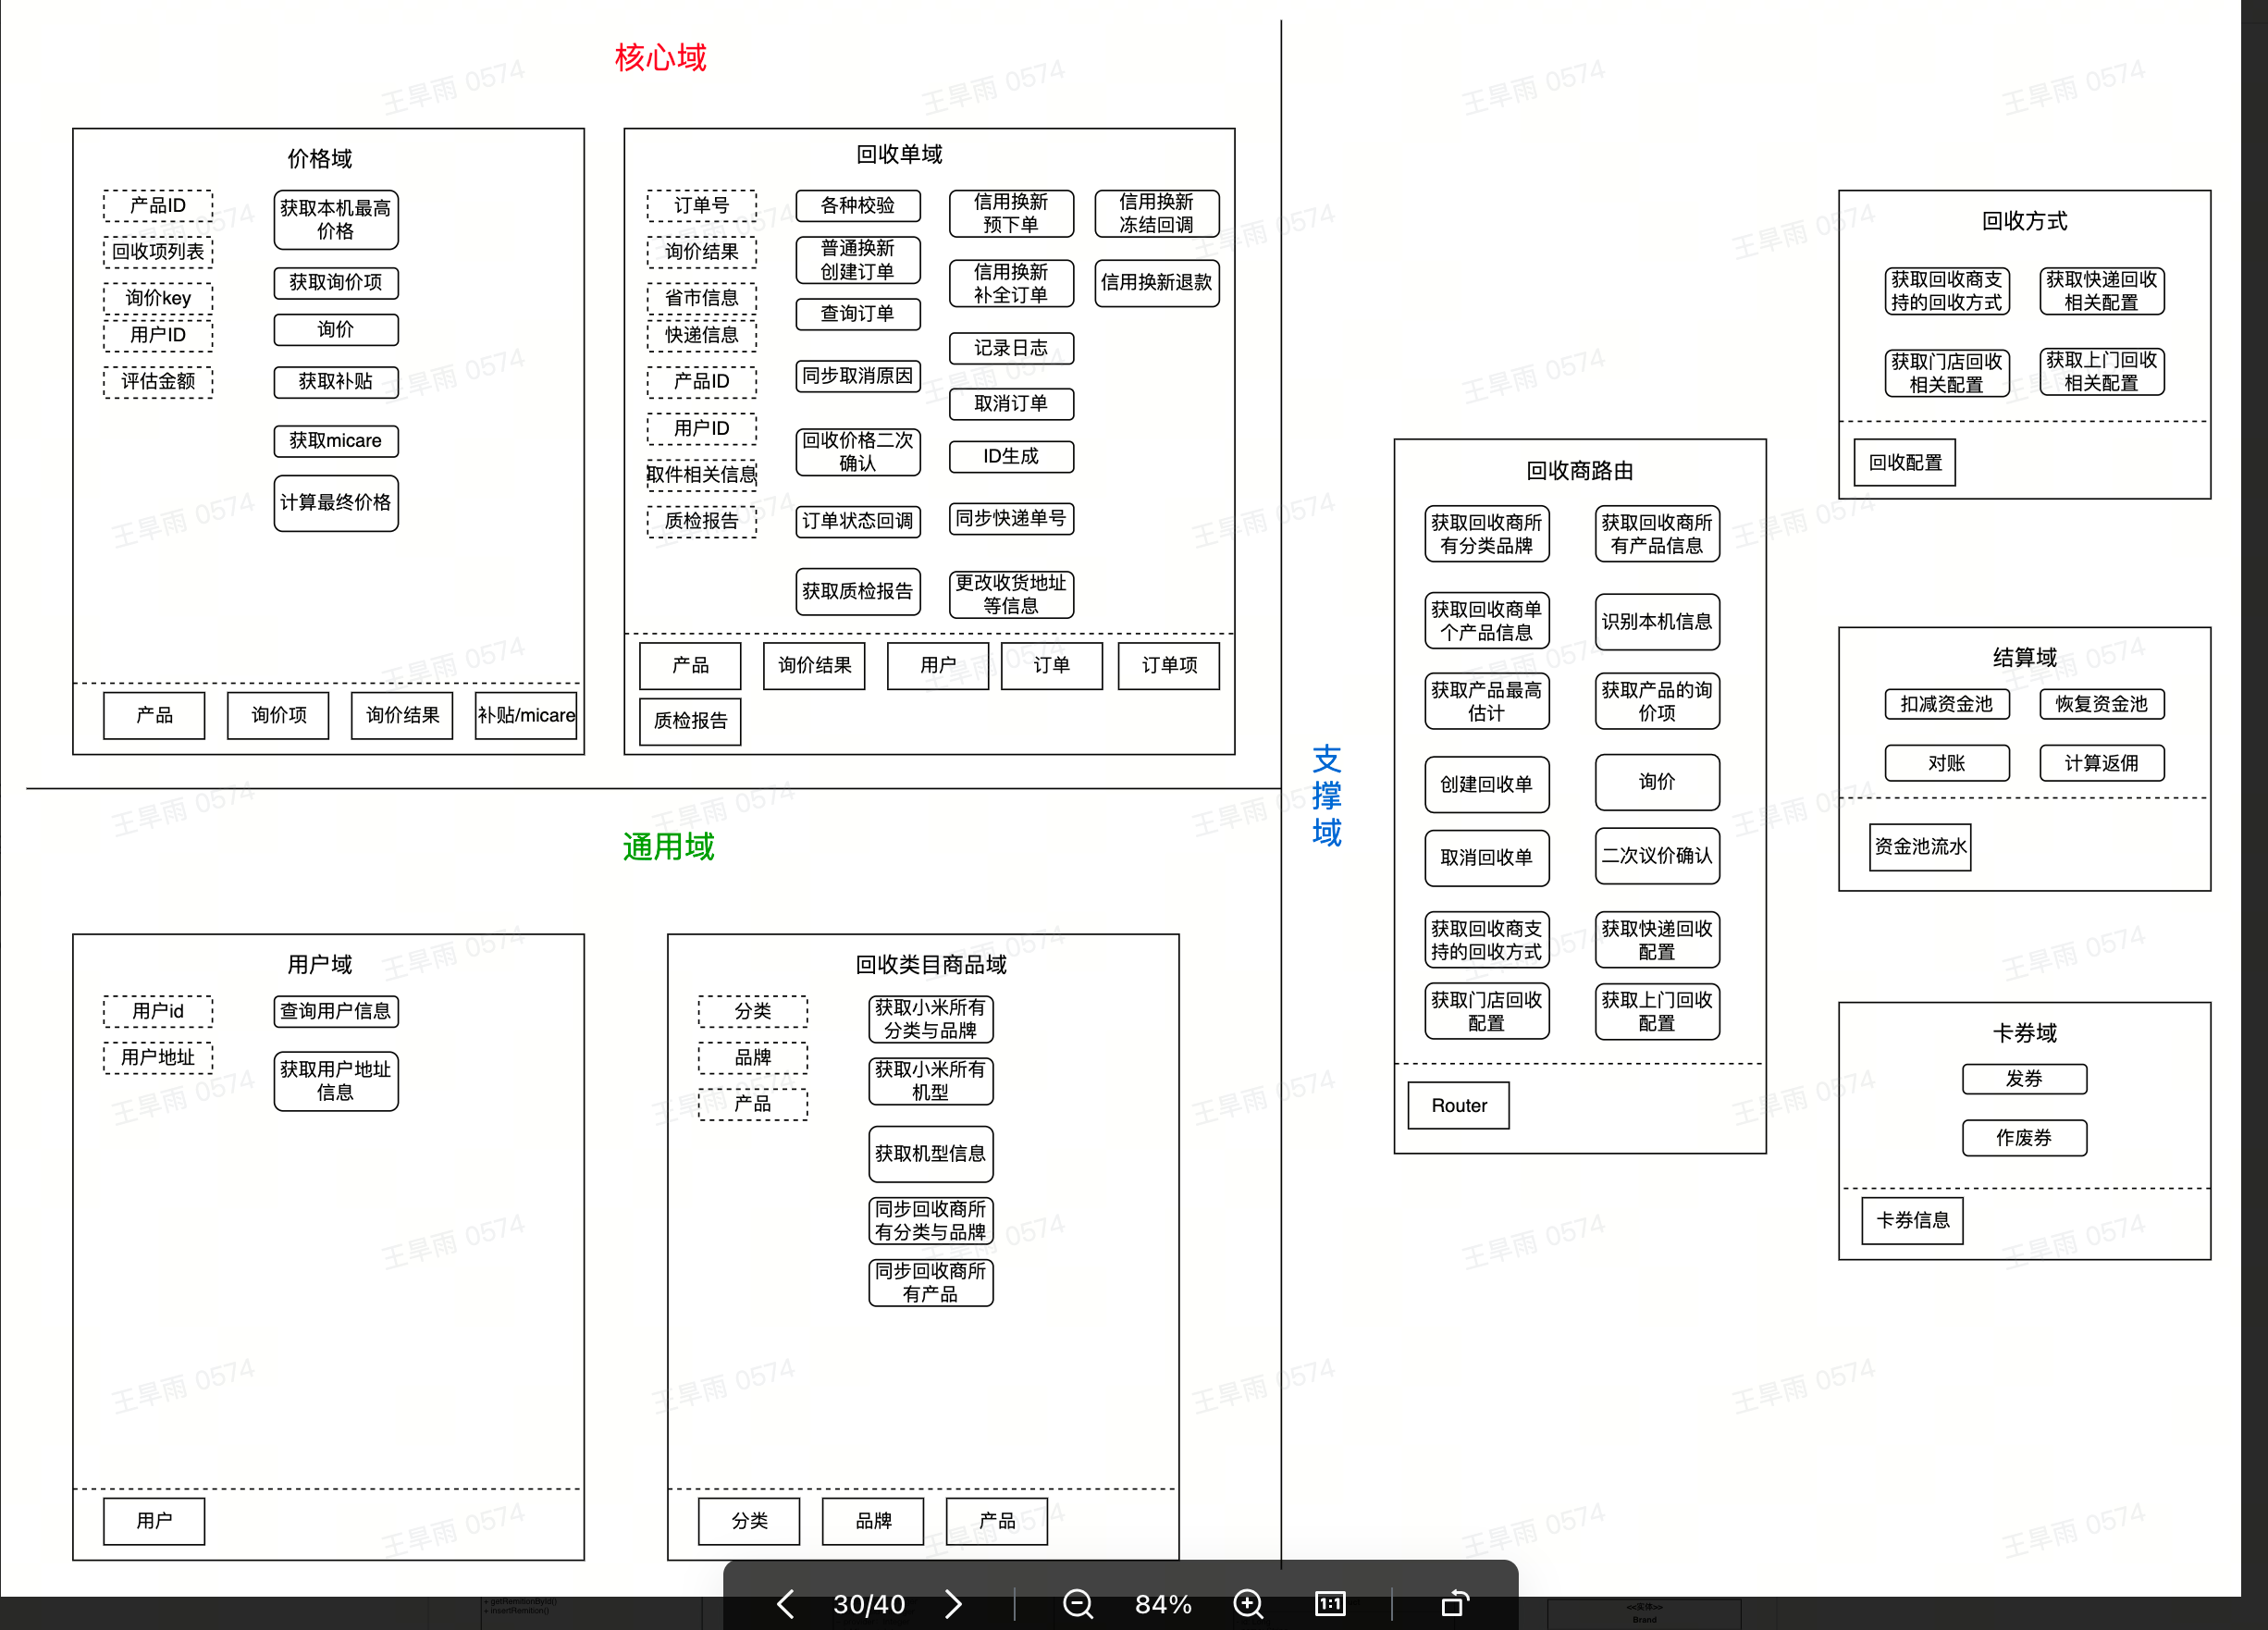 核心域
价格域
产品ID
回收项列表
询价key
用户ID
评估金额
获取本机最高
价格
获取询价项
询价
获取补贴
获取micare
计算最终价格
产品
询价项
询价结果
补贴/micare
回收单域
订单号
询价结果
省市信息
快递信息
产品ID
用户ID
取件相关信息
质检报告
各种校验
普通换新
创建订单
查询订单
同步取消原因
回收价格二次
确认
订单状态回调
获取质检报告
信用换新
预下单
信用换新
补全订单
记录日志
取消订单
ID生成
同步快递单号
更改收货地址
等信息
信用换新
冻结回调
信用换新退款
产品
询价结果
用户
订单
订单项
质检报告
通用域
用户域
用户id
用户地址
查询用户信息
获取用户地址
信息
用户
回收类目商品域
分类
品牌
产品
获取小米所有
分类与品牌
获取小米所有
机型
获取机型信息
同步回收商所
有分类与品牌
同步回收商所
有产品
分类
品牌
产品
支
撑
域
回收商路由
获取回收商所
有分类品牌
获取回收商所
有产品信息
获取回收商单
个产品信息
识别本机信息
获取产品最高
估计
获取产品的询
价项
创建回收单
询价
取消回收单
二次议价确认
获取回收商支
持的回收方式
获取快递回收
配置
获取门店回收
配置
获取上门回收
配置
Router
回收方式
获取回收商支
持的回收方式
获取快递回收
相关配置
获取门店回收
相关配置
获取上门回收
相关配置
回收配置
结算域
扣减资金池
恢复资金池
对账
计算返佣
资金池流水
卡券域
发券
作废券
卡券信息
王旱雨 0574
+ getRemitionById()
+ insertRemition()
<<实体>>
Brand
30/40
84%
1:1